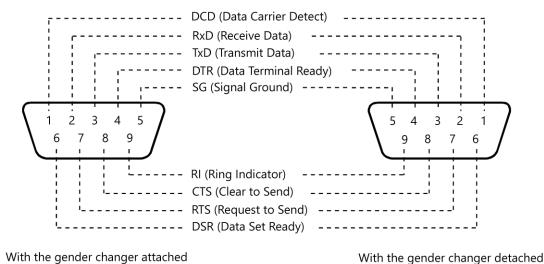 DCD (Data Carrier Detect)
RxD (Receive Data)
TxD (Transmit Data)
DTR (Data Terminal Ready)
SG (Signal Ground)
1 2 3 4 5
5 4 3 2 1
6 7 8 9
9 8 7 6
RI (Ring Indicator)
CTS (Clear to Send)
RTS (Request to Send)
DSR (Data Set Ready)
With the gender changer attached
With the gender changer detached